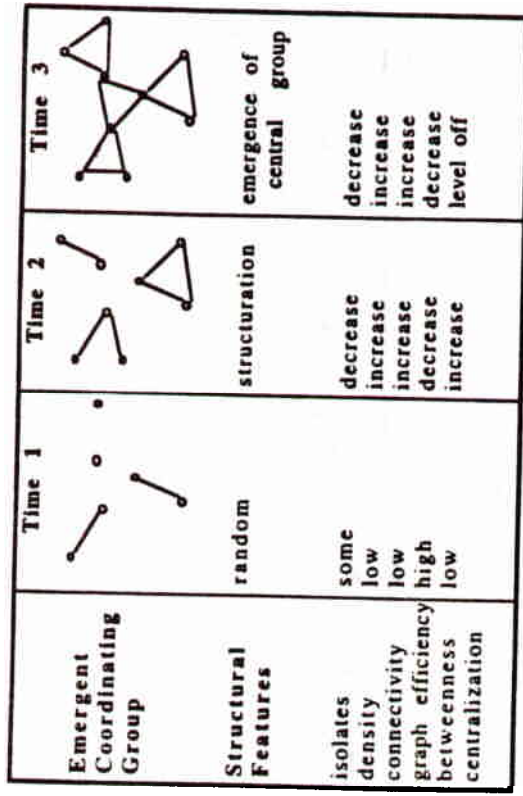 Time 1
Time 2
Time 3
Emergent
Coordinating
Group
Structural
Features
random
structuration
emergence of
central group
isolates
some
decrease
decrease
density
low
increase
increase
connectivity
low
increase
increase
graph efficiency
high
decrease
decrease
betweenness
centralization
low
increase
level off